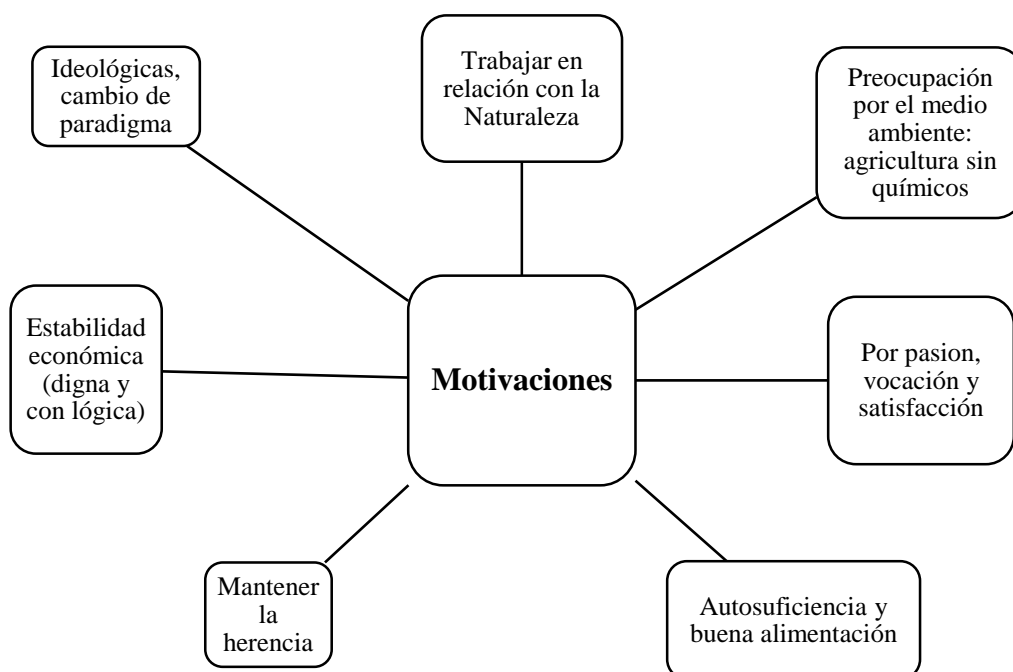 Ideológicas,
cambio de
paradigma
Trabajar en
relación con la
Naturaleza
Preocupación
por el medio
ambiente:
agricultura sin
químicos
Estabilidad
económica
(digna y
con lógica)
Motivaciones
Por pasion,
vocación y
satisfacción
Mantener
la
herencia
Autosuficiencia y
buena alimentación